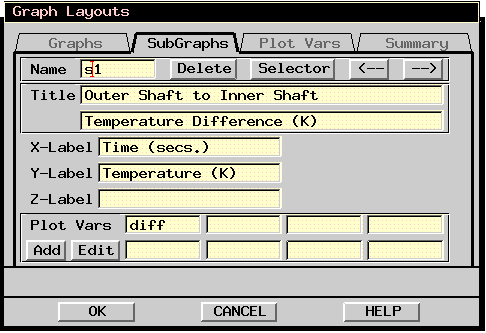 Graph Layouts
Graphs SubGraphs Plot Vars Summary
Name s1 Delete Selector <-- -->
Title Outer Shaft to Inner Shaft
Temperature Difference (K)
X-Label Time (secs.)
Y-Label Temperature (K)
Z-Label
Plot Vars diff
Add Edit
OK CANCEL HELP